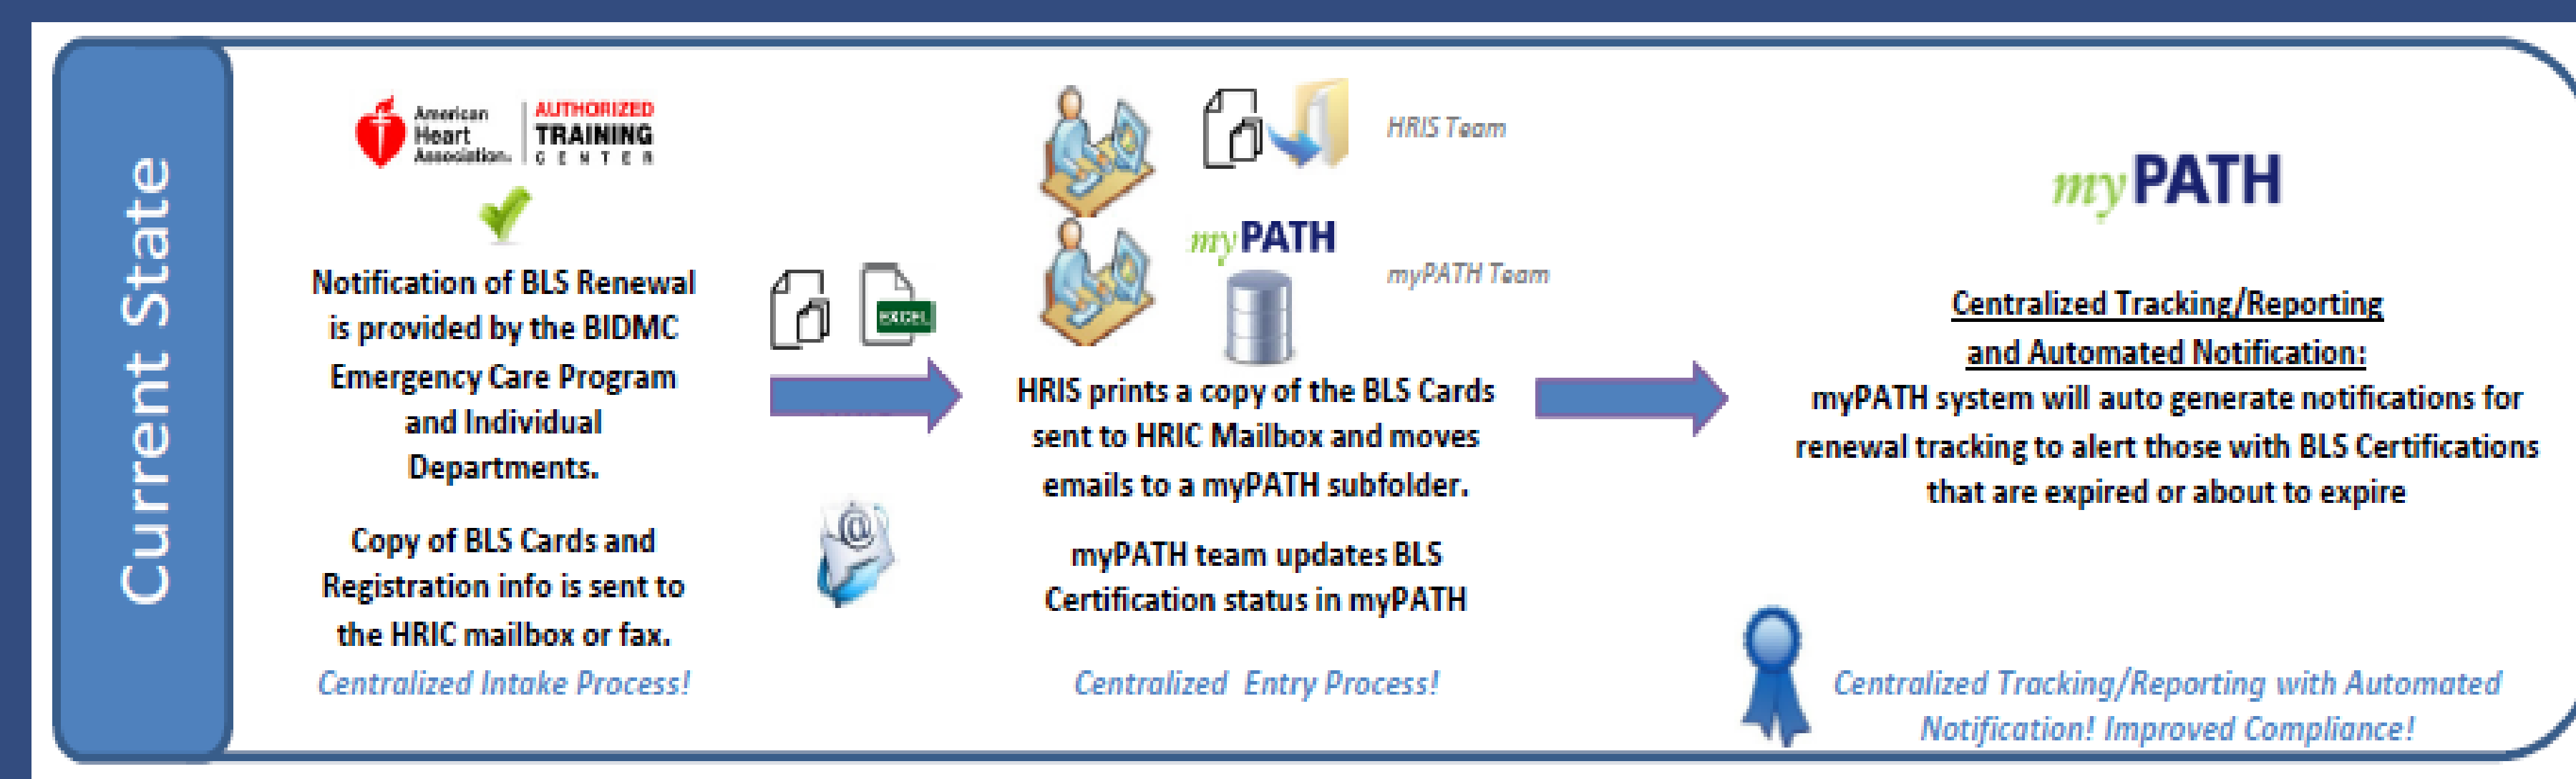 Current State
American
Heart
Association.
AUTHORIZED
TRAINING
CENTER
Notification of BLS Renewal
is provided by the BIDMC
Emergency Care Program
and Individual
Departments.
Copy of BLS Cards and
Registration info is sent to
the HRIC mailbox or fax.
Centralized Intake Process!
EXCEL
@
HRIS Team
myPATH
myPATH Team
HRIS prints a copy of the BLS Cards
sent to HRIC Mailbox and moves
emails to a myPATH subfolder.
myPATH team updates BLS
Certification status in myPATH
Centralized Entry Process!
myPATH
Centralized Tracking/Reporting
and Automated Notification:
myPATH system will auto generate notifications for
renewal tracking to alert those with BLS Certifications
that are expired or about to expire
Centralized Tracking/Reporting with Automated
Notification! Improved Compliance!